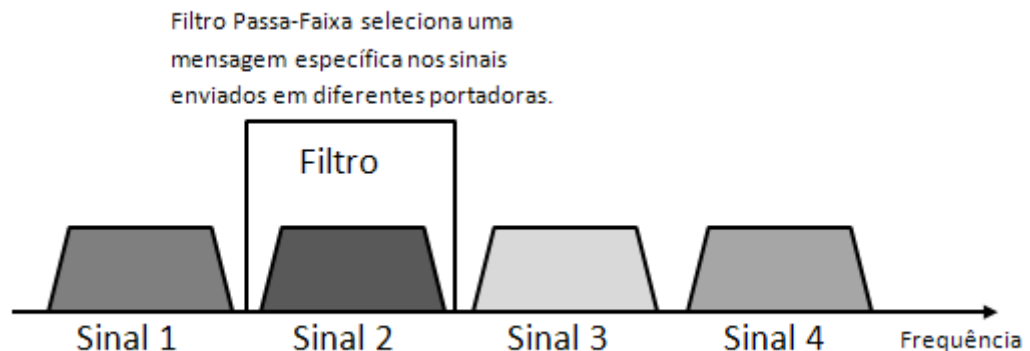 Filtro Passa-Faixa seleciona uma
mensagem específica nos sinais
enviados em diferentes portadoras.
Filtro
Sinal 1
Sinal 2
Sinal 3
Sinal 4
Frequência